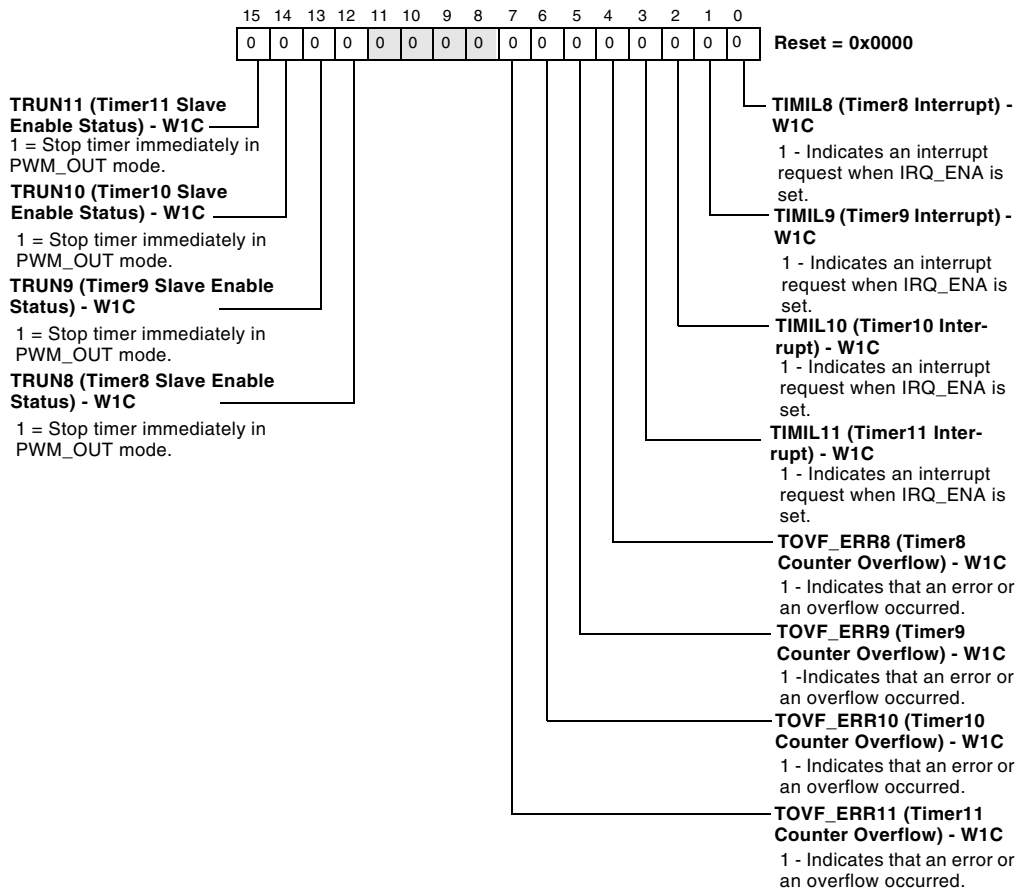 15 14 13 12 11 10 9 8 7 6 5 4 3 2 1 0
0 0 0 0 0 0 0 0 0 0 0 0 0 0 0 0 Reset = 0x0000
TRUN11 (Timer11 Slave
Enable Status) - W1C
1 = Stop timer immediately in
PWM_OUT mode.
TRUN10 (Timer10 Slave
Enable Status) - W1C
1 = Stop timer immediately in
PWM_OUT mode.
TRUN9 (Timer9 Slave Enable
Status) - W1C
1 = Stop timer immediately in
PWM_OUT mode.
TRUN8 (Timer8 Slave Enable
Status) - W1C
1 = Stop timer immediately in
PWM_OUT mode.
TIMIL8 (Timer8 Interrupt) -
W1C
1 - Indicates an interrupt
request when IRQ_ENA is
set.
TIMIL9 (Timer9 Interrupt) -
W1C
1 - Indicates an interrupt
request when IRQ_ENA is
set.
TIMIL10 (Timer10 Inter-
rupt) - W1C
1 - Indicates an interrupt
request when IRQ_ENA is
set.
TIMIL11 (Timer11 Inter-
rupt) - W1C
1 - Indicates an interrupt
request when IRQ_ENA is
set.
TOVF_ERR8 (Timer8
Counter Overflow) - W1C
1 - Indicates that an error or
an overflow occurred.
TOVF_ERR9 (Timer9
Counter Overflow) - W1C
1 -Indicates that an error or
an overflow occurred.
TOVF_ERR10 (Timer10
Counter Overflow) - W1C
1 - Indicates that an error or
an overflow occurred.
TOVF_ERR11 (Timer11
Counter Overflow) - W1C
1 - Indicates that an error or
an overflow occurred.